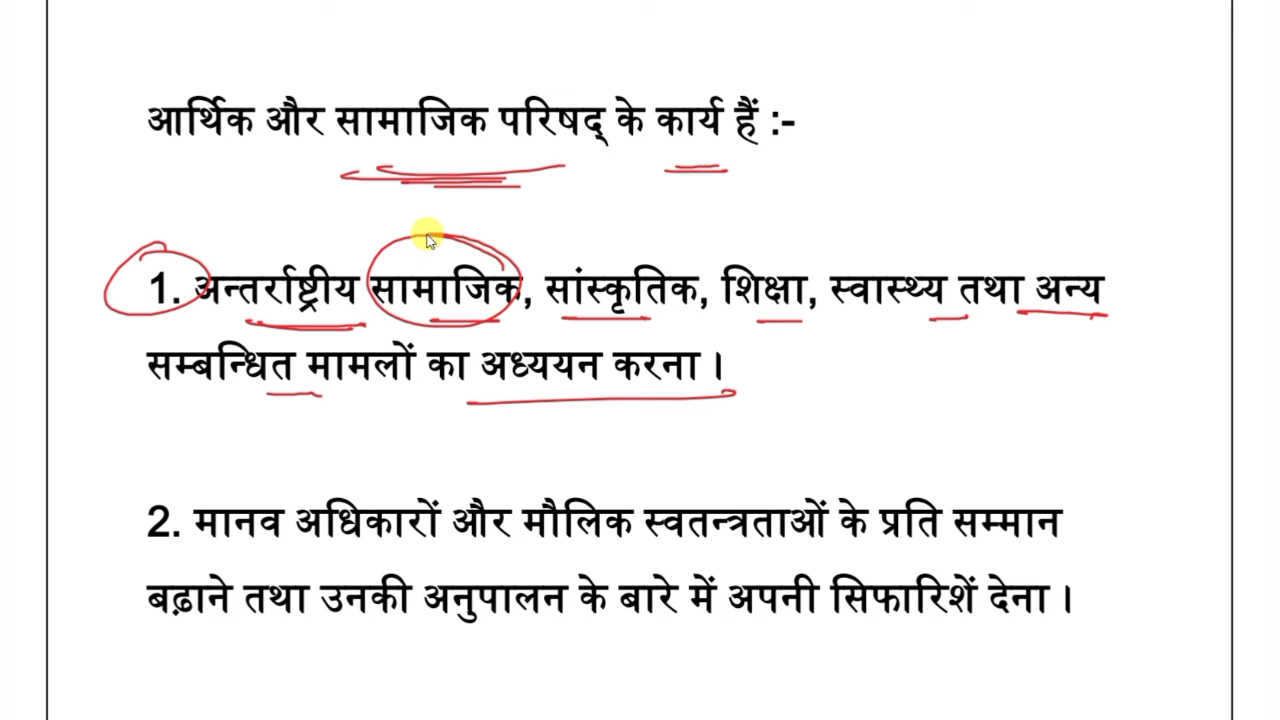 आर्थिक और सामाजिक परिषद् के कार्य हैं :-
1. अन्तर्राष्ट्रीय सामाजिक, सांस्कृतिक, शिक्षा, स्वास्थ्य तथा अन्य
सम्बन्धित मामलों का अध्ययन करना ।
2. मानव अधिकारों और मौलिक स्वतन्त्रताओं के प्रति सम्मान
बढ़ाने तथा उनकी अनुपालन के बारे में अपनी सिफारिशें देना ।